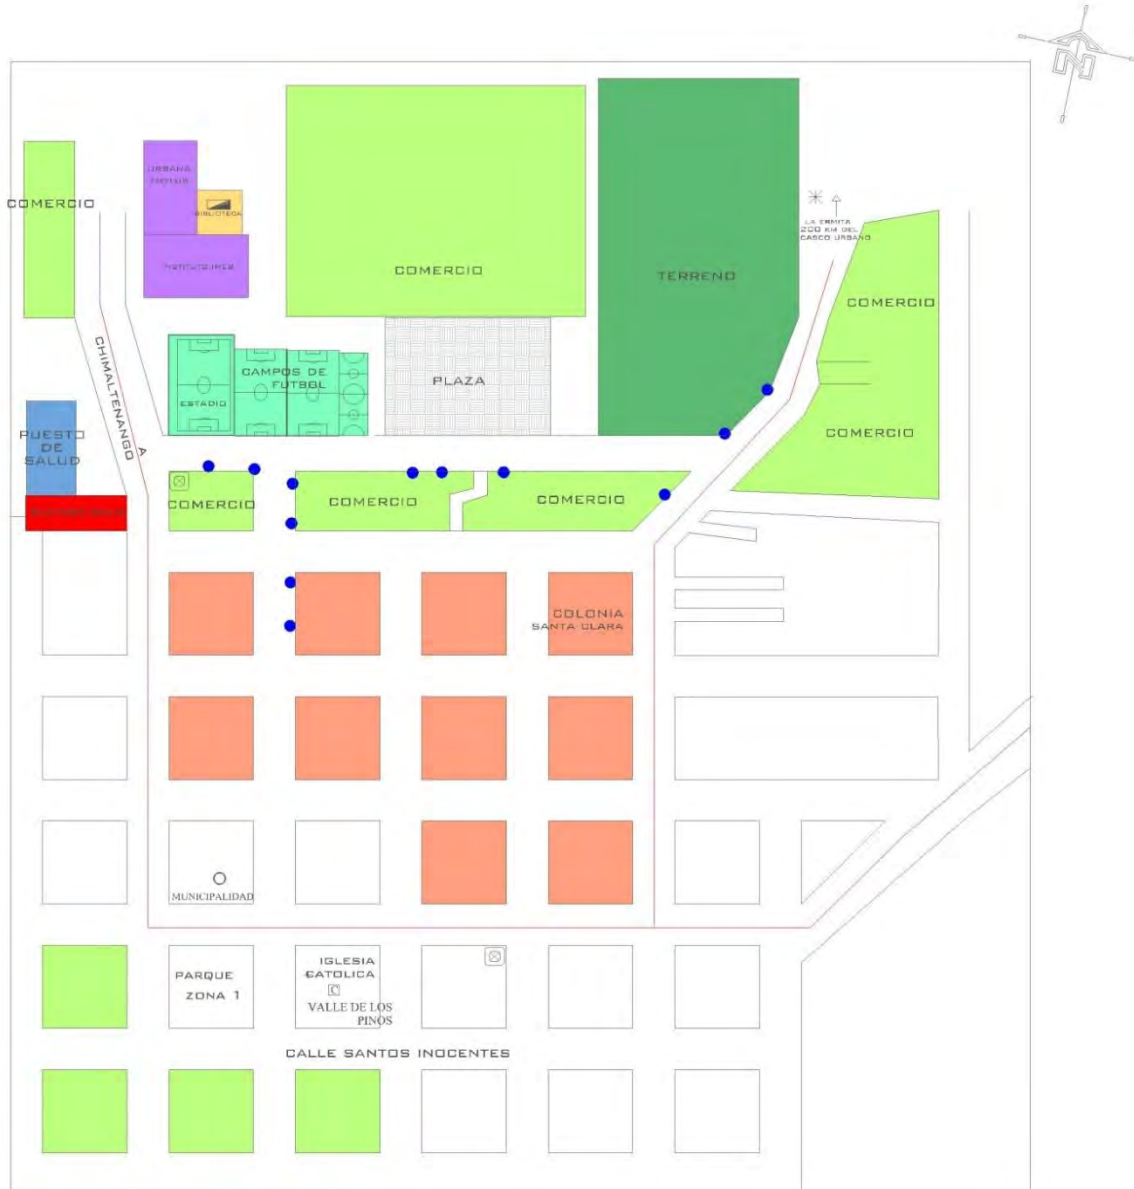 COMERCIO
URBANA
BIBLIOTECA
COMERCIO
TERRENO
LA ERMITA
200 KM DEL
CASCO URBANO
COMERCIO
CHIMALTENANGO
A
ESTADIO
CAMPOS DE
FUTBOL
PLAZA
COMERCIO
PUESTO
DE
SALUD
COMERCIO
COMERCIO
COMERCIO
COLONIA
SANTA CLARA
MUNICIPALIDAD
PARQUE
ZONA 1
IGLESIA
CATOLICA
C
VALLE DE LOS
PINOS
CALLE SANTOS INOCENTES